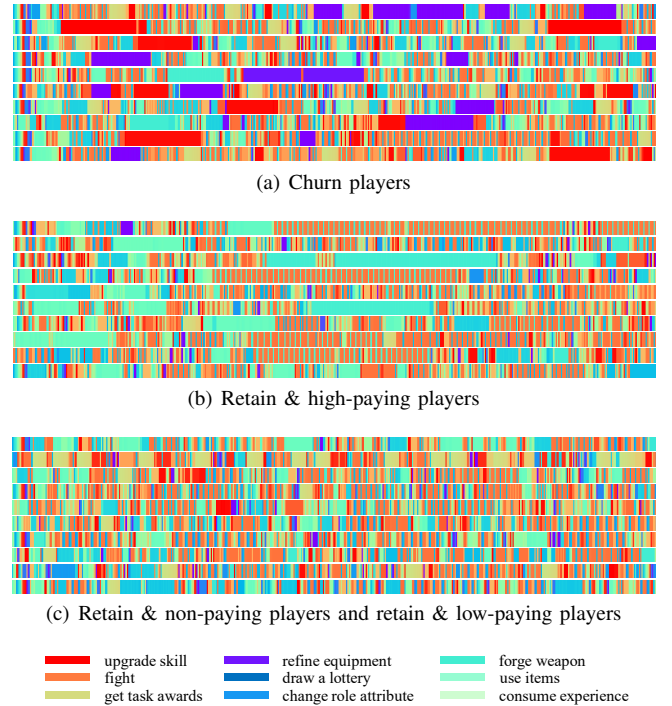 (a) Churn players
(b) Retain & high-paying players
(c) Retain & non-paying players and retain & low-paying players
upgrade skill refine equipment forge weapon
fight draw a lottery use items
get task awards change role attribute consume experience